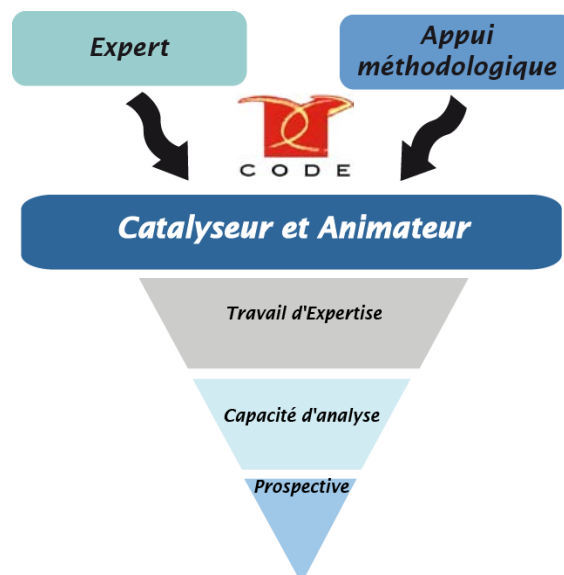 Expert
Appui
méthodologique
CODE
Catalyseur et Animateur
Travail d'Expertise
Capacité d'analyse
Prospective